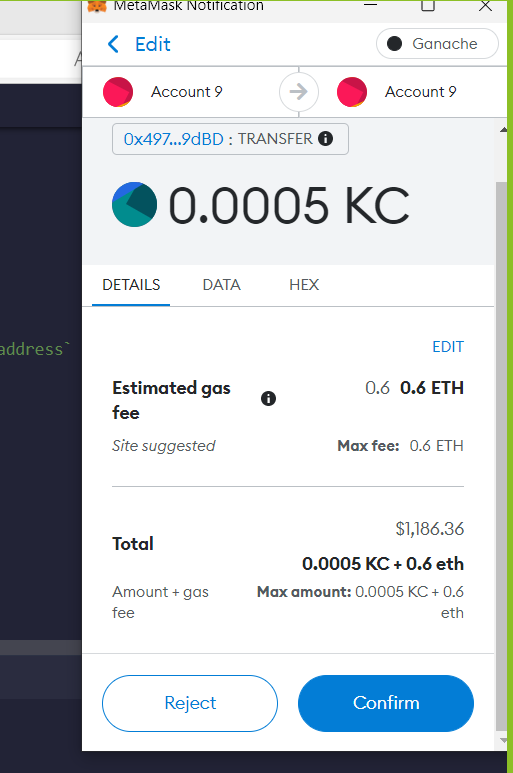 MetaMask Notification
Edit
Ganache
Account 9
Account 9
0x497...9dBD : TRANSFER
0.0005 KC
DETAILS
DATA
HEX
address`
EDIT
Estimated gas
fee
0.6 0.6 ETH
Site suggested
Max fee: 0.6 ETH
$1,186.36
Total
0.0005 KC + 0.6 eth
Amount + gas
fee
Max amount: 0.0005 KC + 0.6
eth
Reject
Confirm